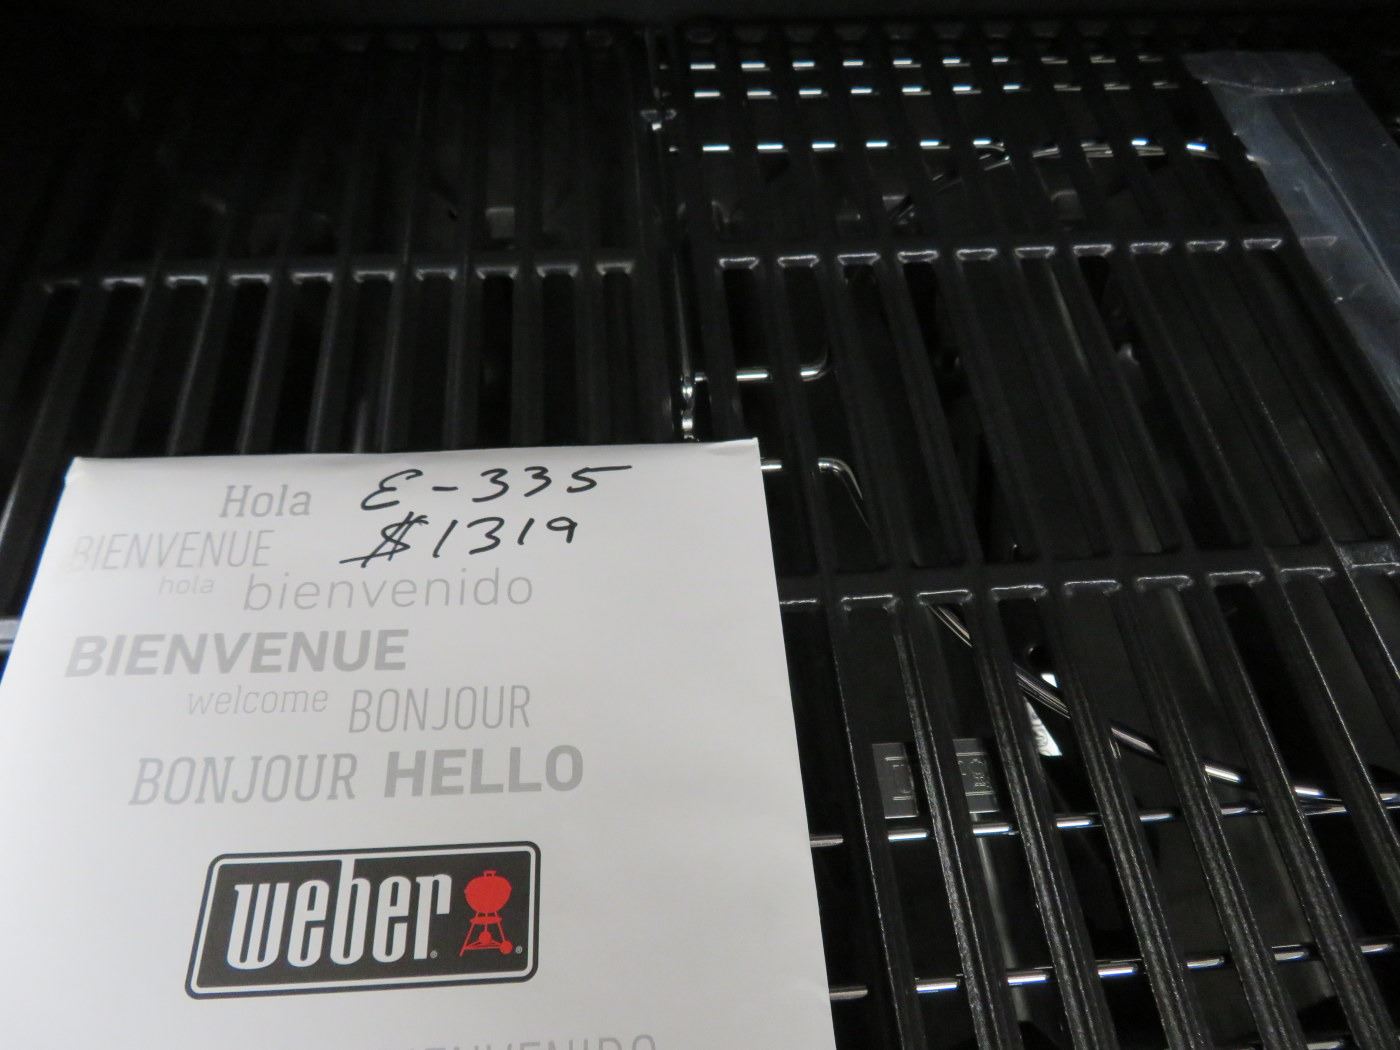 Hola E-335
$1319
BIENVENUE
hola bienvenido
BIENVENUE
welcome BONJOUR
BONJOUR HELLO
weber